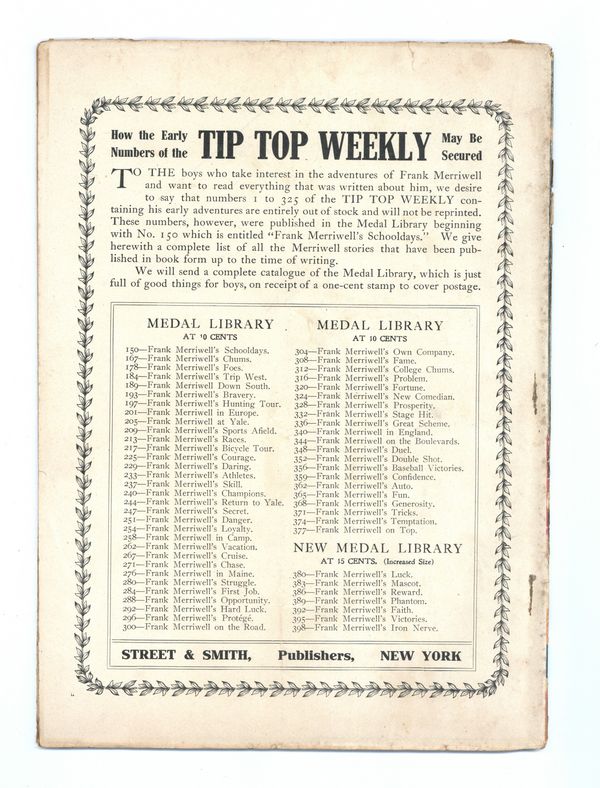 How the Early
Numbers of the
TIP TOP WEEKLY
May Be
Secured
TO THE boys who take interest in the adventures of Frank Merriwell
and want to read everything that was written about him, we desire
to say that numbers 1 to 325 of the TIP TOP WEEKLY con-
taining his early adventures are entirely out of stock and will not be reprinted.
These numbers, however, were published in the Medal Library beginning
with No. 150 which is entitled "Frank Merriwell's Schooldays." We give
herewith a complete list of all the Merriwell stories that have been pub-
lished in book form up to the time of writing.
We will send a complete catalogue of the Medal Library, which is just
full of good things for boys, on receipt of a one-cent stamp to cover postage.
MEDAL LIBRARY
AT 10 CENTS
150—Frank Merriwell's Schooldays.
167—Frank Merriwell's Chums.
178—Frank Merriwell's Foes.
184—Frank Merriwell's Trip West.
189—Frank Merriwell Down South.
193—Frank Merriwell's Bravery.
197—Frank Merriwell's Hunting Tour.
201—Frank Merriwell in Europe.
205—Frank Merriwell at Yale.
209—Frank Merriwell's Sports Afield.
213—Frank Merriwell's Races.
217—Frank Merriwell's Bicycle Tour.
225—Frank Merriwell's Courage.
229—Frank Merriwell's Daring.
233—Frank Merriwell's Athletes.
237—Frank Merriwell's Skill.
240—Frank Merriwell's Champions.
244—Frank Merriwell's Return to Yale.
247—Frank Merriwell's Secret.
251—Frank Merriwell's Danger.
254—Frank Merriwell's Loyalty.
258—Frank Merriwell in Camp.
262—Frank Merriwell's Vacation.
267—Frank Merriwell's Cruise.
271—Frank Merriwell's Chase.
276—Frank Merriwell in Maine.
280—Frank Merriwell's Struggle.
284—Frank Merriwell's First Job.
288—Frank Merriwell's Opportunity.
292—Frank Merriwell's Hard Luck.
296—Frank Merriwell's Protégé.
300—Frank Merriwell on the Road.
MEDAL LIBRARY
AT 10 CENTS
304—Frank Merriwell's Own Company.
308—Frank Merriwell's Fame.
312—Frank Merriwell's College Chums.
316—Frank Merriwell's Problem.
320—Frank Merriwell's Fortune.
324—Frank Merriwell's New Comedian.
328—Frank Merriwell's Prosperity.
332—Frank Merriwell's Stage Hit.
336—Frank Merriwell's Great Scheme.
340—Frank Merriwell in England.
344—Frank Merriwell on the Boulevards.
348—Frank Merriwell's Duel.
352—Frank Merriwell's Double Shot.
356—Frank Merriwell's Baseball Victories.
359—Frank Merriwell's Confidence.
362—Frank Merriwell's Auto.
365—Frank Merriwell's Fun.
368—Frank Merriwell's Generosity.
371—Frank Merriwell's Tricks.
374—Frank Merriwell's Temptation.
377—Frank Merriwell on Top.
NEW MEDAL LIBRARY
AT 15 CENTS. (Increased Size)
380—Frank Merriwell's Luck.
383—Frank Merriwell's Mascot.
386—Frank Merriwell's Reward.
389—Frank Merriwell's Phantom.
392—Frank Merriwell's Faith.
395—Frank Merriwell's Victories.
398—Frank Merriwell's Iron Nerve.
STREET & SMITH, Publishers, NEW YORK